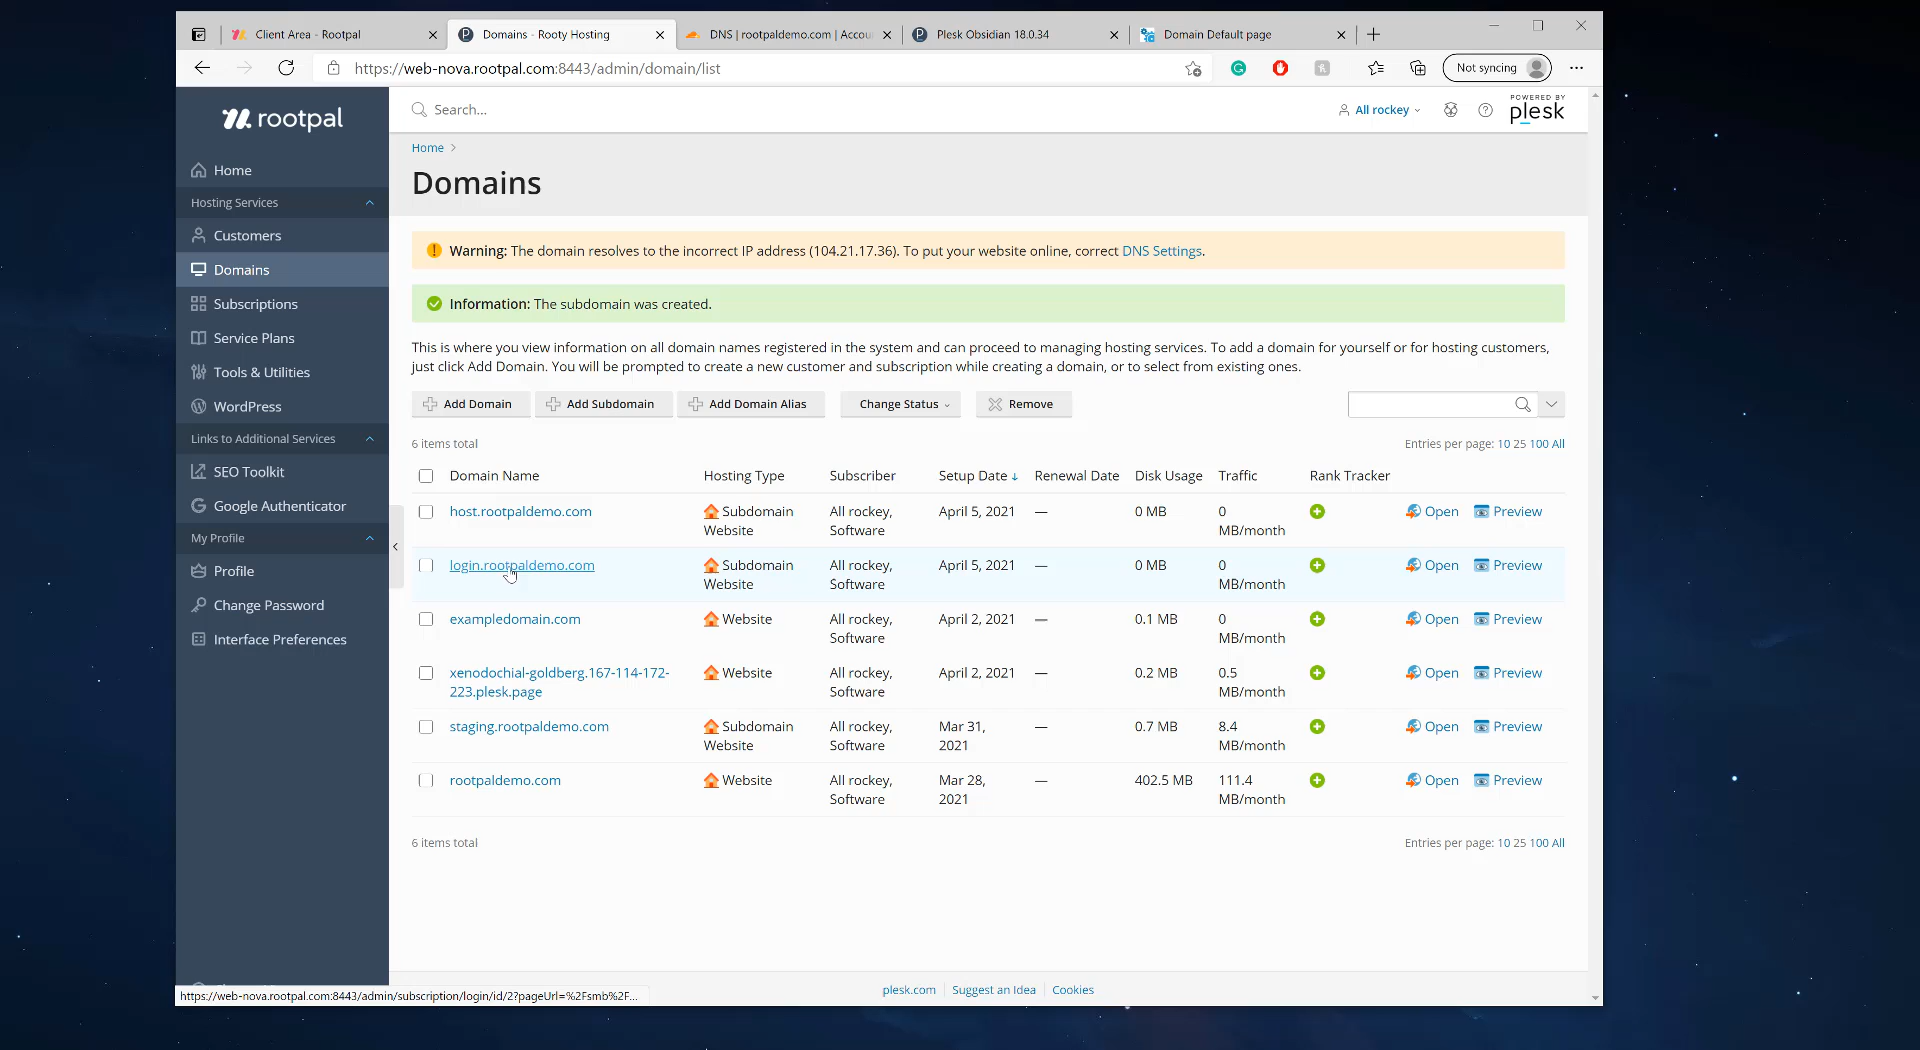 Client Area - Rootpal
Domains - Rooty Hosting
DNS | rootpaldemo.com | Accou
Plesk Obsidian 18.0.34
Domain Default page
https://web-nova.rootpal.com:8443/admin/domain/list
Not syncing
rootpal
Search...
All rockey
POWERED BY
plesk
Home
Hosting Services
Customers
Domains
Subscriptions
Service Plans
Tools & Utilities
WordPress
Links to Additional Services
SEO Toolkit
Google Authenticator
My Profile
Profile
Change Password
Interface Preferences
Home
Domains
Warning: The domain resolves to the incorrect IP address (104.21.17.36). To put your website online, correct DNS Settings.
Information: The subdomain was created.
This is where you view information on all domain names registered in the system and can proceed to managing hosting services. To add a domain for yourself or for hosting customers,
just click Add Domain. You will be prompted to create a new customer and subscription while creating a domain, or to select from existing ones.
Add Domain
Add Subdomain
Add Domain Alias
Change Status
Remove
6 items total
Entries per page: 10 25 100 All
Domain Name Hosting Type Subscriber Setup Date Renewal Date Disk Usage Traffic Rank Tracker
host.rootpaldemo.com Subdomain All rockey, April 5, 2021 — 0 MB 0 Open Preview
Website Software MB/month
login.rootpaldemo.com Subdomain All rockey, April 5, 2021 — 0 MB 0 Open Preview
Website Software MB/month
exampledomain.com Website All rockey, April 2, 2021 — 0.1 MB 0 Open Preview
Software MB/month
xenodochial-goldberg.167-114-172- Website All rockey, April 2, 2021 — 0.2 MB 0.5 Open Preview
223.plesk.page Software MB/month
staging.rootpaldemo.com Subdomain All rockey, Mar 31, — 0.7 MB 8.4 Open Preview
Website Software 2021 MB/month
rootpaldemo.com Website All rockey, Mar 28, — 402.5 MB 111.4 Open Preview
Software 2021 MB/month
6 items total
Entries per page: 10 25 100 All
plesk.com Suggest an Idea Cookies
https://web-nova.rootpal.com:8443/admin/subscription/login/id/2?pageUrl=%2Fsmb%2F...